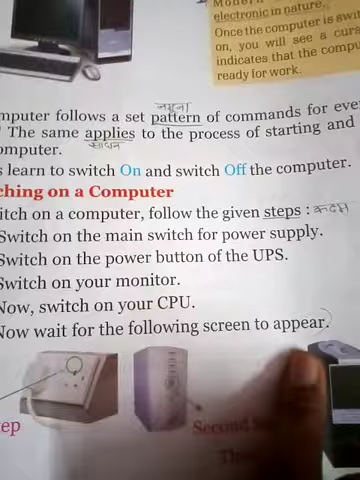 electronic in nature.
Once the computer is swit
on, you will see a curs
indicates that the compu
ready for work.
नमूना
mputer follows a set pattern of commands for eve
The same applies to the process of starting and
साधन
omputer.
s learn to switch On and switch Off the computer.
ching on a Computer
itch on a computer, follow the given steps : कदम
Switch on the main switch for power supply.
Switch on the power button of the UPS.
Switch on your monitor.
Now, switch on your CPU.
Now wait for the following screen to appear.
ep
Second